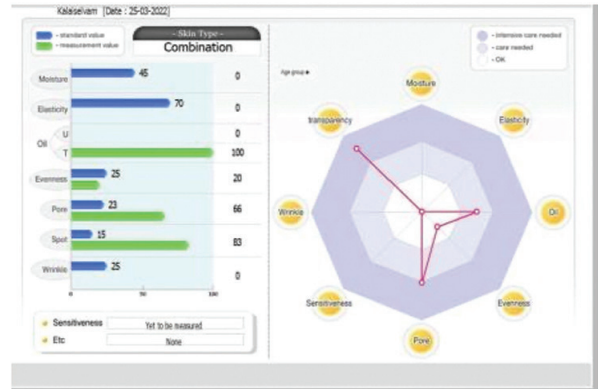 Kalaiselvam [Date : 25-03-2022]
- standard value
- measurement value
- Skin Type -
Combination
Moisture 45 0
Elasticity 70 0
Oil U 0
T 100
Evenness 25 20
Pore 23 66
Spot 15 83
Wrinkle 25 0
0 50 100
Sensitiveness Yet to be measured
Etc None
- intensive care needed
- care needed
- OK
Age group
Moisture
transparency
Elasticity
Wrinkle
Oil
Sensitiveness
Evenness
Pore